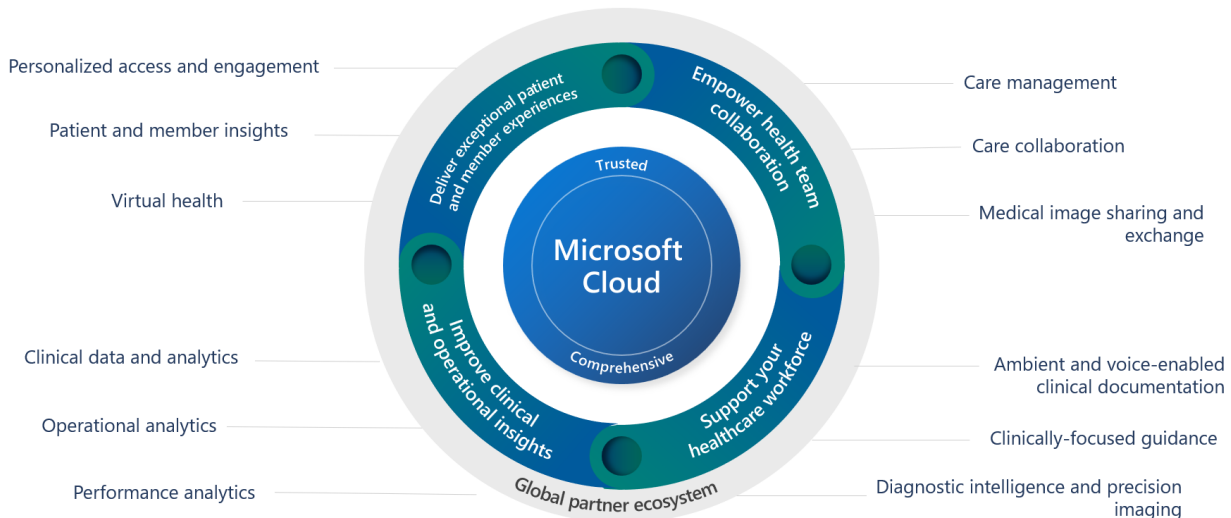 Personalized access and engagement
Patient and member insights
Virtual health
Deliver exceptional patient
and member experiences
Empower health team
collaboration
Care management
Care collaboration
Medical image sharing and
exchange
Trusted
Microsoft
Cloud
Comprehensive
Clinical data and analytics
Operational analytics
Performance analytics
Improve clinical
and operational insights
Support your
healthcare workforce
Ambient and voice-enabled
clinical documentation
Clinically-focused guidance
Diagnostic intelligence and precision
imaging
Global partner ecosystem